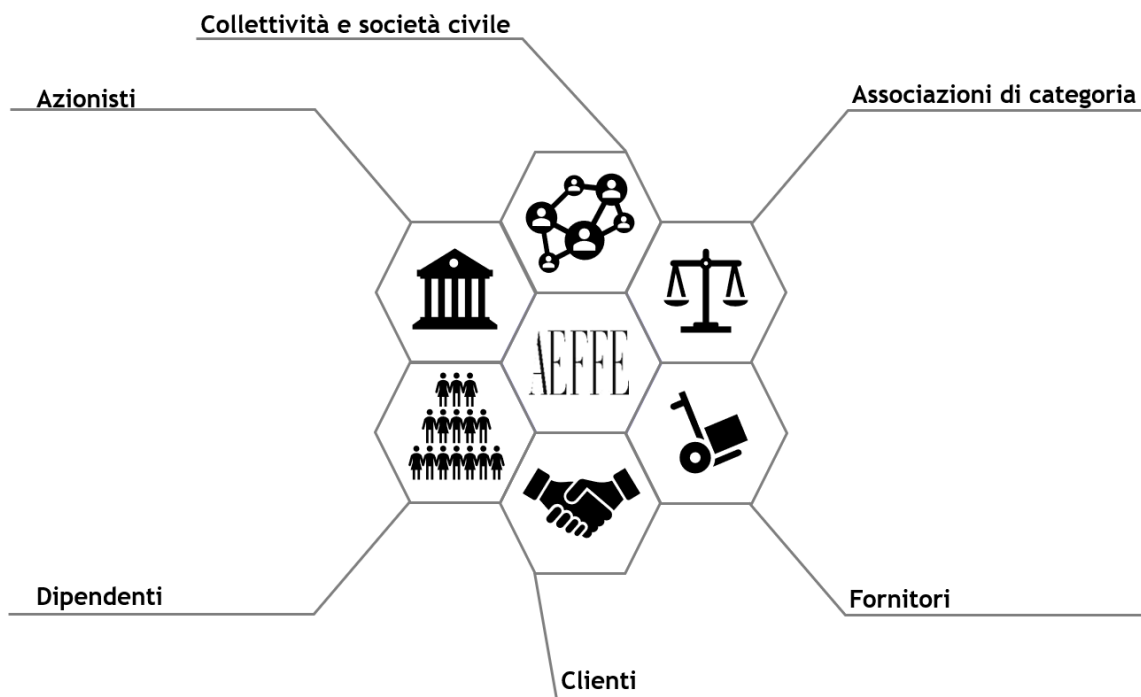 Collettività e società civile
Azionisti
Associazioni di categoria
AEFFE
Dipendenti
Fornitori
Clienti